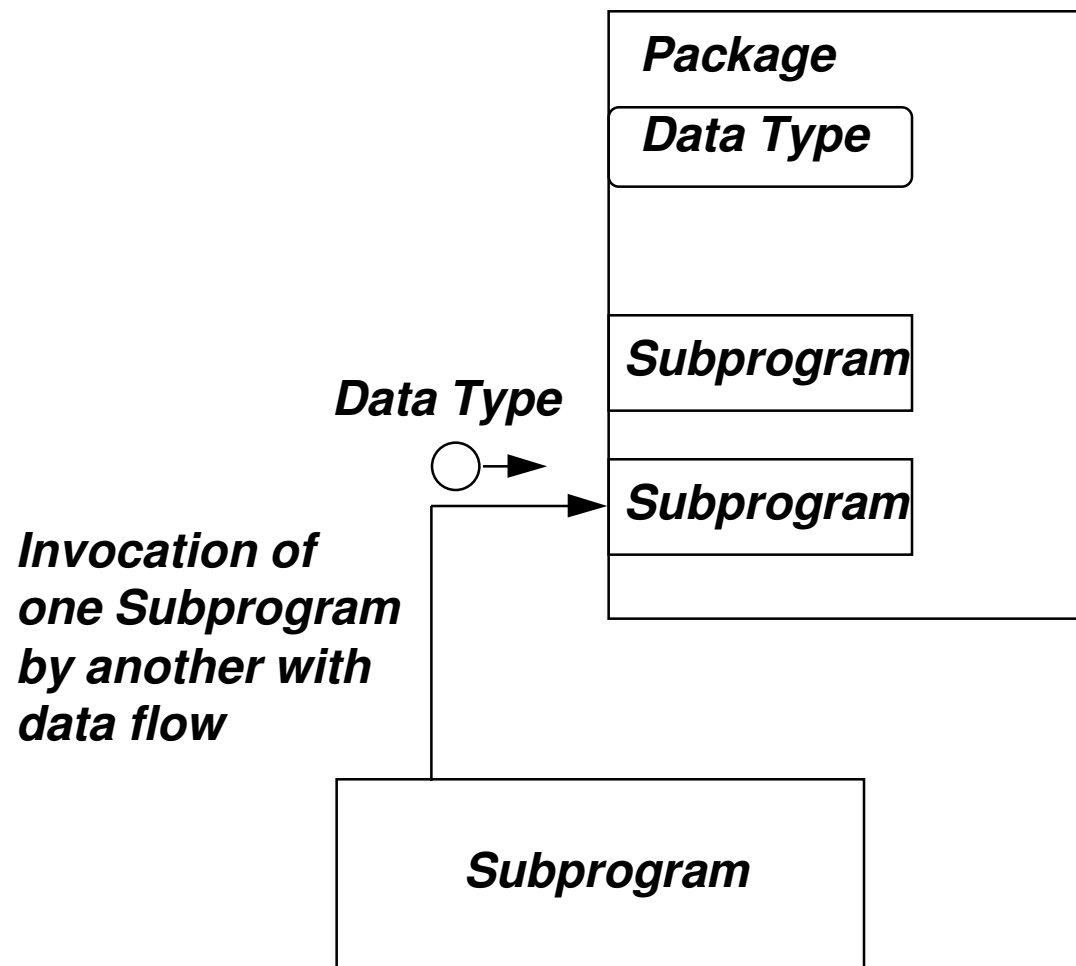 Package
Data Type
Subprogram
Data Type
Subprogram
Invocation of
one Subprogram
by another with
data flow
Subprogram